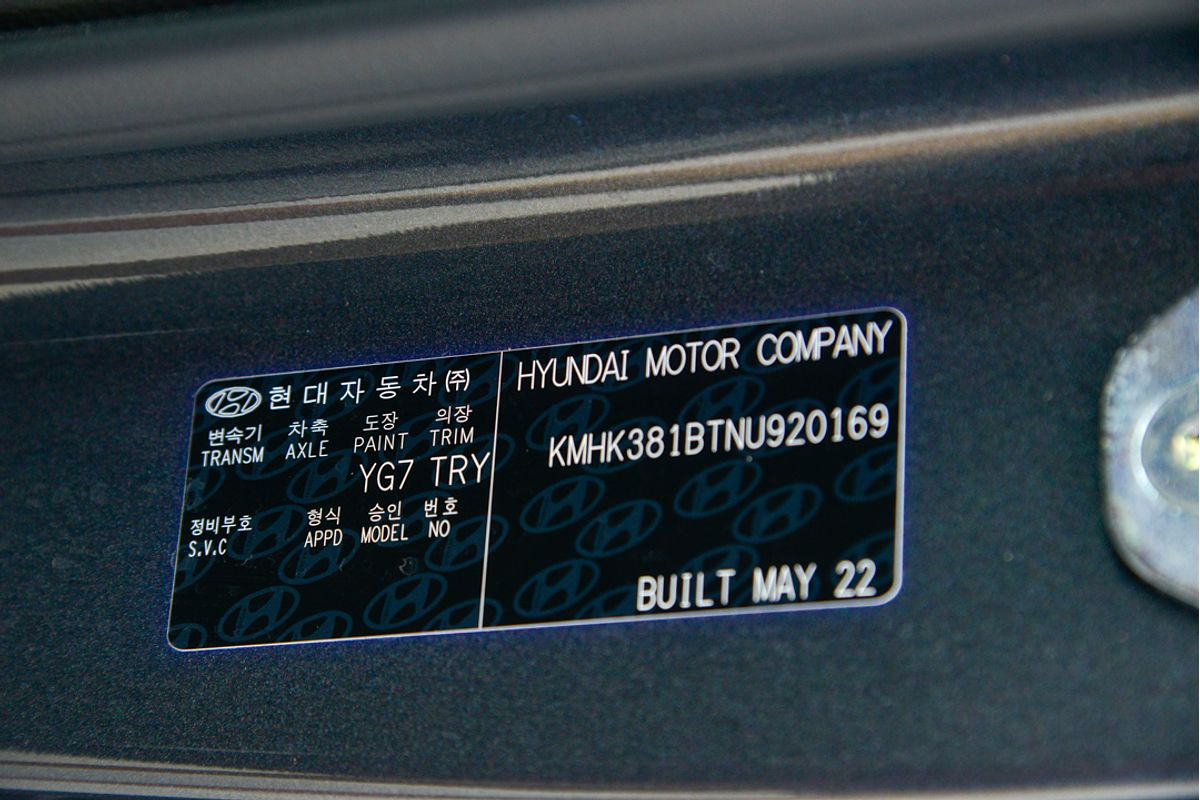 현대자동차㈜
변속기 차축 도장 의장
TRANSM AXLE PAINT TRIM
YG7 TRY
정비부호 형식 승인 번호
S.V.C APPD MODEL NO
HYUNDAI MOTOR COMPANY
KMHK381BTNU920169
BUILT MAY 22